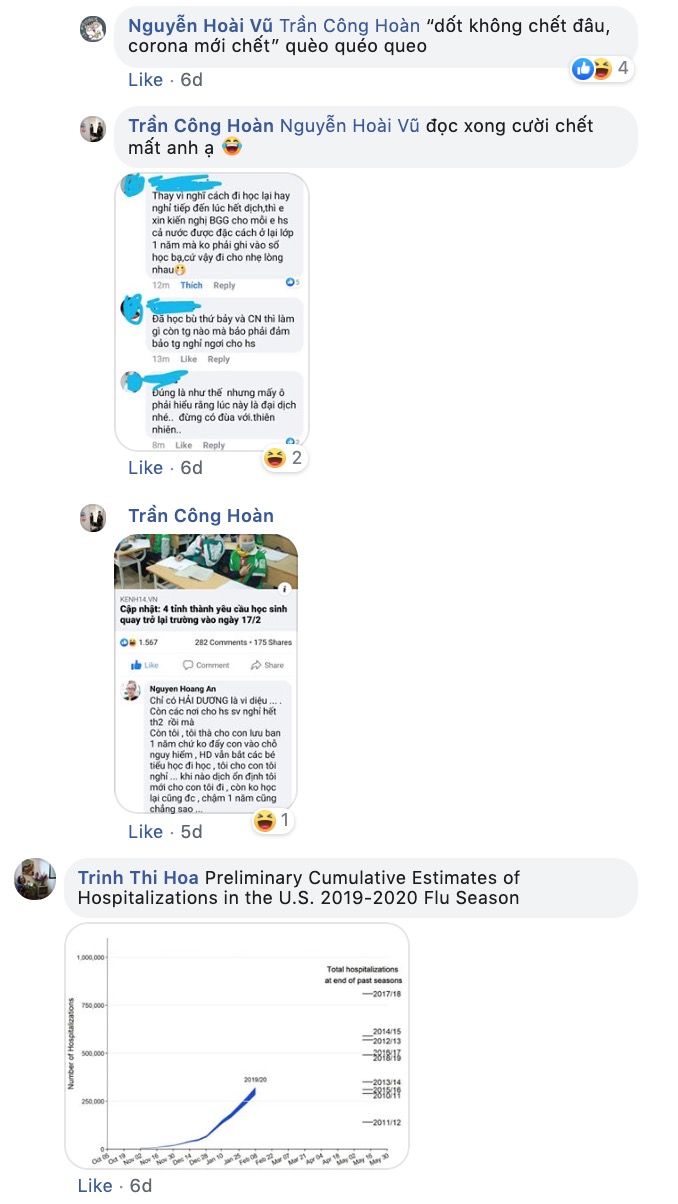 Nguyễn Hoài Vũ Trần Công Hoàn “dốt không chết đâu,
corona mới chết” quèo quéo queo
4
Like · 6d
Trần Công Hoàn Nguyễn Hoài Vũ đọc xong cười chết
mất anh ạ 😂
Thay vì nghĩ cách đi học lại hay
nghỉ tiếp đến lúc hết dịch,thì e
xin kiến nghị BGG cho mỗi e hs
cả nước được đặc cách ở lại lớp
1 năm mà ko phải ghi vào sổ
học bạ,cứ vậy đi cho nhẹ lòng
nhau
12m Thích Reply 5
Đã học bù thứ bảy và CN thì làm
gì còn tg nào mà bảo phải đảm
bảo tg nghỉ ngơi cho hs
13m Like Reply
Đúng là như thế nhưng mấy ô
phải hiểu rằng lúc này là đại dịch
nhé.. đừng có đùa với.thiên
nhiên..
8m Like Reply 2
2
Like · 6d
Trần Công Hoàn
KENH14.VN
Cập nhật: 4 tỉnh thành yêu cầu học sinh
quay trở lại trường vào ngày 17/2
1.567 282 Comments • 175 Shares
Like Comment Share
Nguyen Hoang An
Chỉ có HẢI DƯƠNG là vi diệu ... .
Còn các nơi cho hs sv nghỉ hết
th2 rồi mà
Còn tôi , tôi thà cho con lưu ban
1 năm chứ ko đẩy con vào chỗ
nguy hiểm , HD vẫn bắt các bé
tiểu học đi học , tôi cho con tôi
nghỉ ... khi nào dịch ổn định tôi
mới cho con tôi đi , còn ko học
lại cũng đc , chậm 1 năm cũng
chẳng sao ...
1
Like · 5d
Trinh Thi Hoa Preliminary Cumulative Estimates of
Hospitalizations in the U.S. 2019-2020 Flu Season
Number of Hospitalizations
1,000,000
750,000
500,000
250,000
0
Total hospitalizations
at end of past seasons
2017/18
2014/15
2012/13
2016/17
2018/19
2013/14
2015/16
2010/11
2011/12
2019/20
Oct 05 Oct 19 Nov 02 Nov 16 Nov 30 Dec 14 Dec 28 Jan 10 Jan 25 Feb 08 Feb 22 Mar 07 Mar 21 Apr 04 Apr 18 May 02 May 16 May 30
Like · 6d